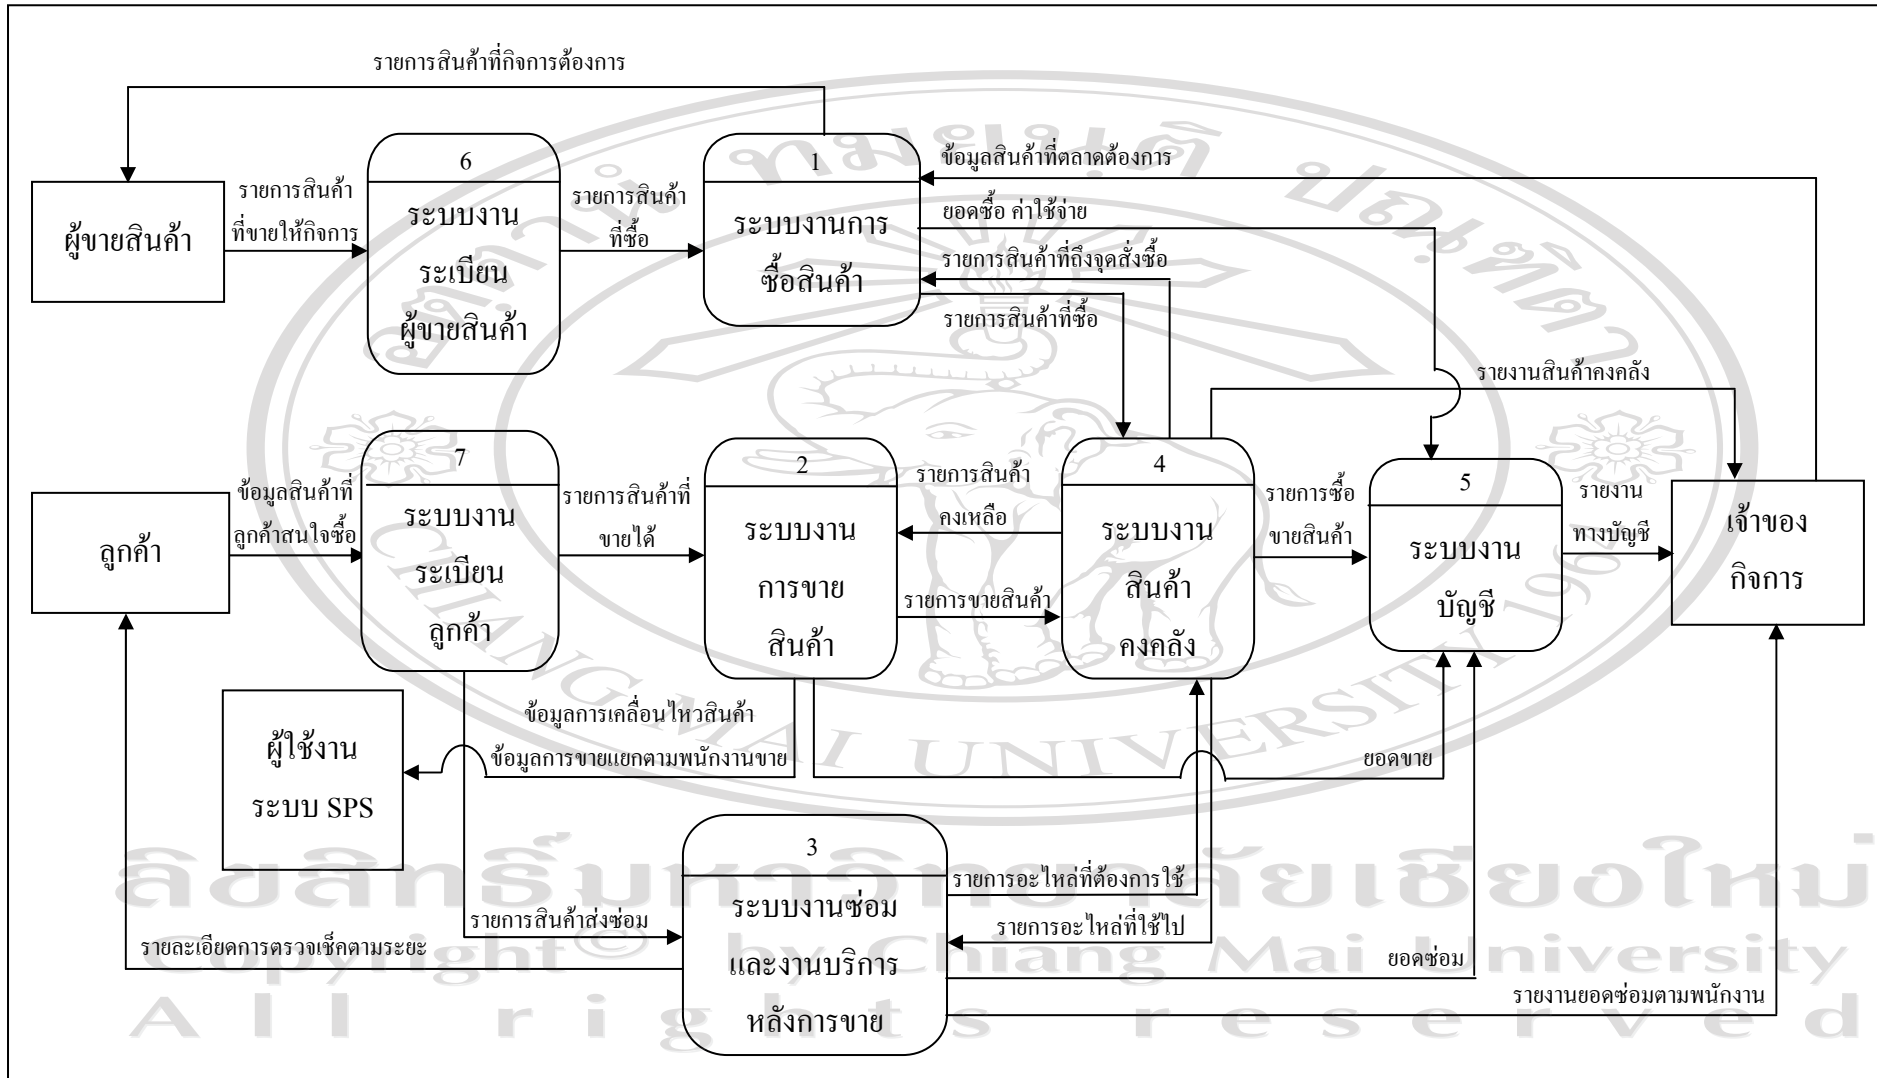 รายการสินค้าที่กิจการต้องการ
6
1
ข้อมูลสินค้าที่ตลาดต้องการ
ผู้ขายสินค้า
รายการสินค้า
ที่ขายให้กิจการ
ระบบงาน
ระเบียน
ผู้ขายสินค้า
รายการสินค้า
ที่ซื้อ
ระบบงานการ
ซื้อสินค้า
ยอดซื้อ ค่าใช้จ่าย
รายการสินค้าที่ถึงจุดสั่งซื้อ
รายการสินค้าที่ซื้อ
รายงานสินค้าคงคลัง
7
2
4
5
ลูกค้า
ข้อมูลสินค้าที่
ลูกค้าสนใจซื้อ
ระบบงาน
ระเบียน
ลูกค้า
รายการสินค้าที่
ขายได้
ระบบงาน
การขาย
สินค้า
รายการสินค้า
คงเหลือ
รายการขายสินค้า
ระบบงาน
สินค้า
คงคลัง
รายการซื้อ
ขายสินค้า
ระบบงาน
บัญชี
รายงาน
ทางบัญชี
เจ้าของ
กิจการ
ผู้ใช้งาน
ระบบ SPS
ข้อมูลการเคลื่อนไหวสินค้า
ข้อมูลการขายแยกตามพนักงานขาย
ยอดขาย
3
ระบบงานซ่อม
และงานบริการ
หลังการขาย
รายการอะไหล่ที่ต้องการใช้
รายการอะไหล่ที่ใช้ไป
รายการสินค้าส่งซ่อม
รายละเอียดการตรวจเช็คตามระยะ
ยอดซ่อม
รายงานยอดซ่อมตามพนักงาน
CHIANG MAI UNIVERSITY 1964
ลิขสิทธิ์มหาวิทยาลัยเชียงใหม่
Copyright© by Chiang Mai University
All rights reserved